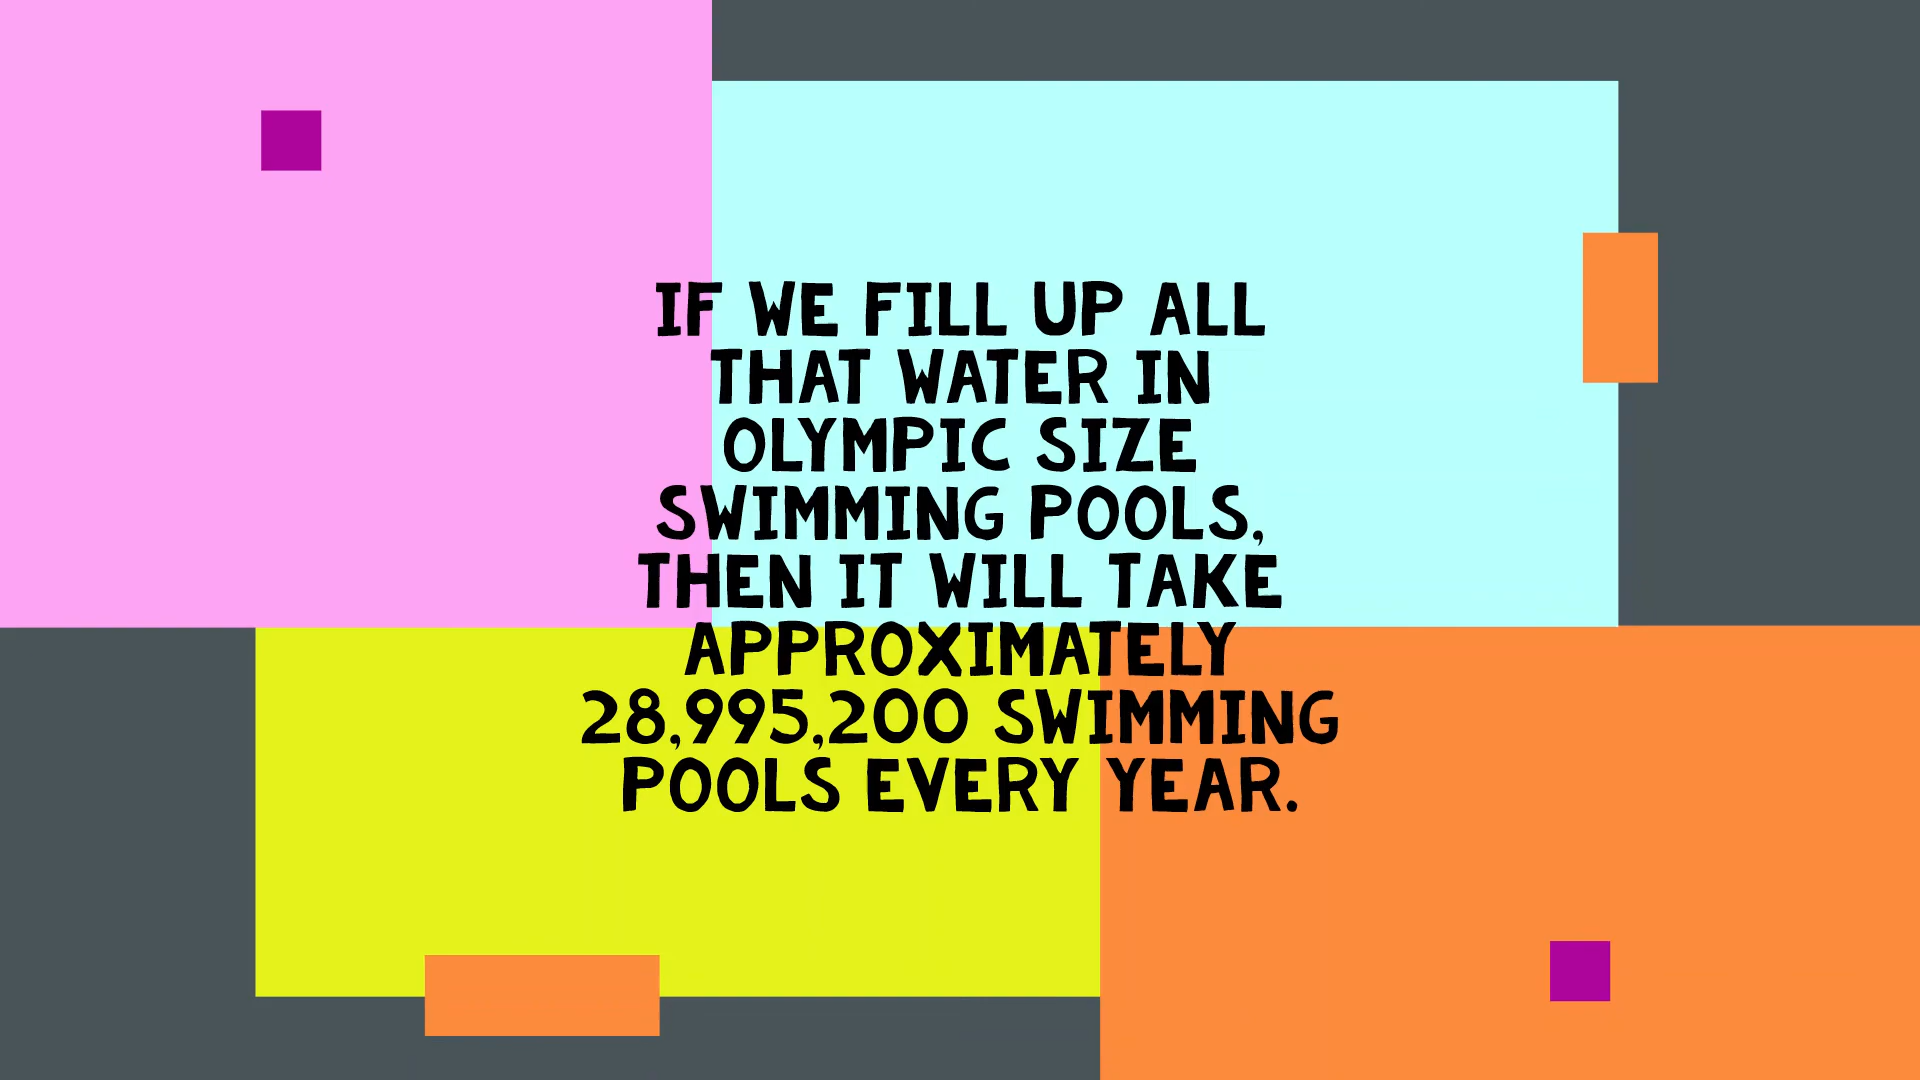 IF WE FILL UP ALL
THAT WATER IN
OLYMPIC SIZE
SWIMMING POOLS,
THEN IT WILL TAKE
APPROXIMATELY
28,995,200 SWIMMING
POOLS EVERY YEAR.